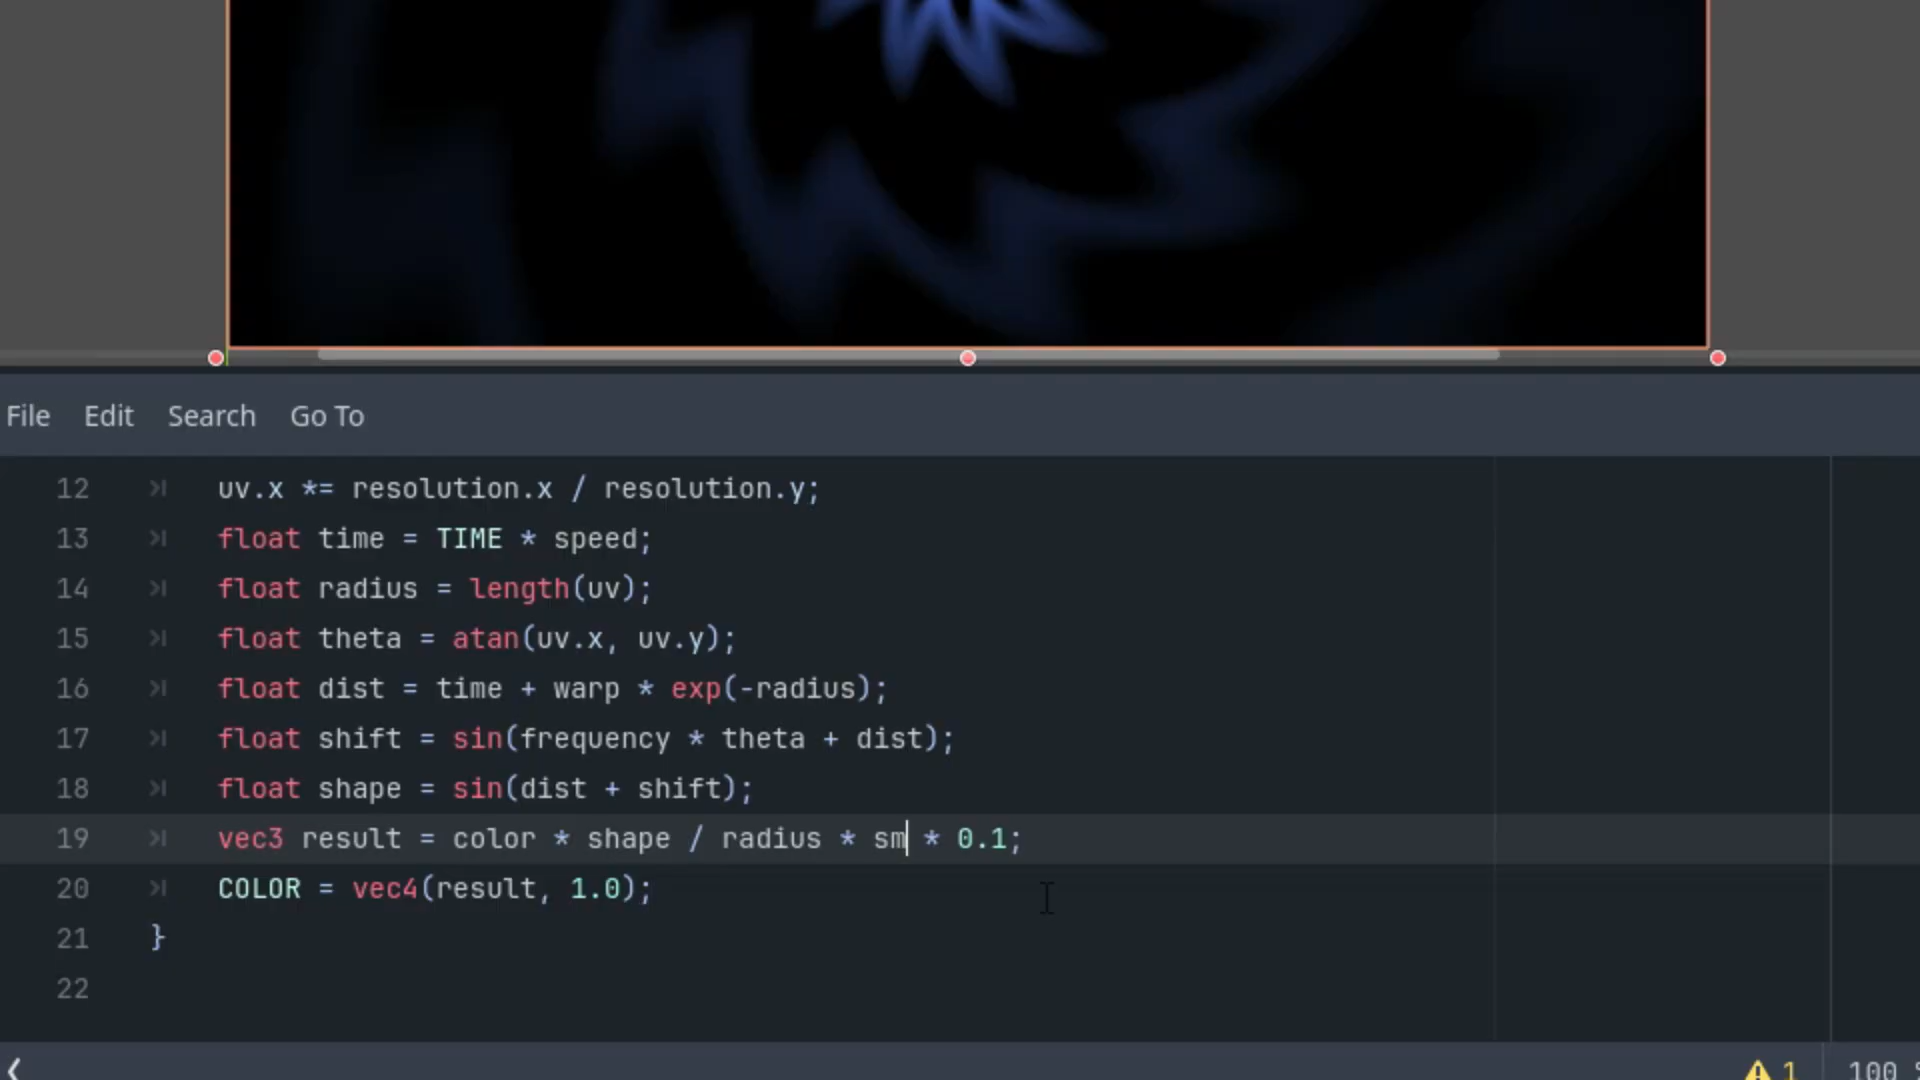 File Edit Search Go To
12 uv.x *= resolution.x / resolution.y;
13 float time = TIME * speed;
14 float radius = length(uv);
15 float theta = atan(uv.x, uv.y);
16 float dist = time + warp * exp(-radius);
17 float shift = sin(frequency * theta + dist);
18 float shape = sin(dist + shift);
19 vec3 result = color * shape / radius * sm * 0.1;
20 COLOR = vec4(result, 1.0);
21 }
22
1 100